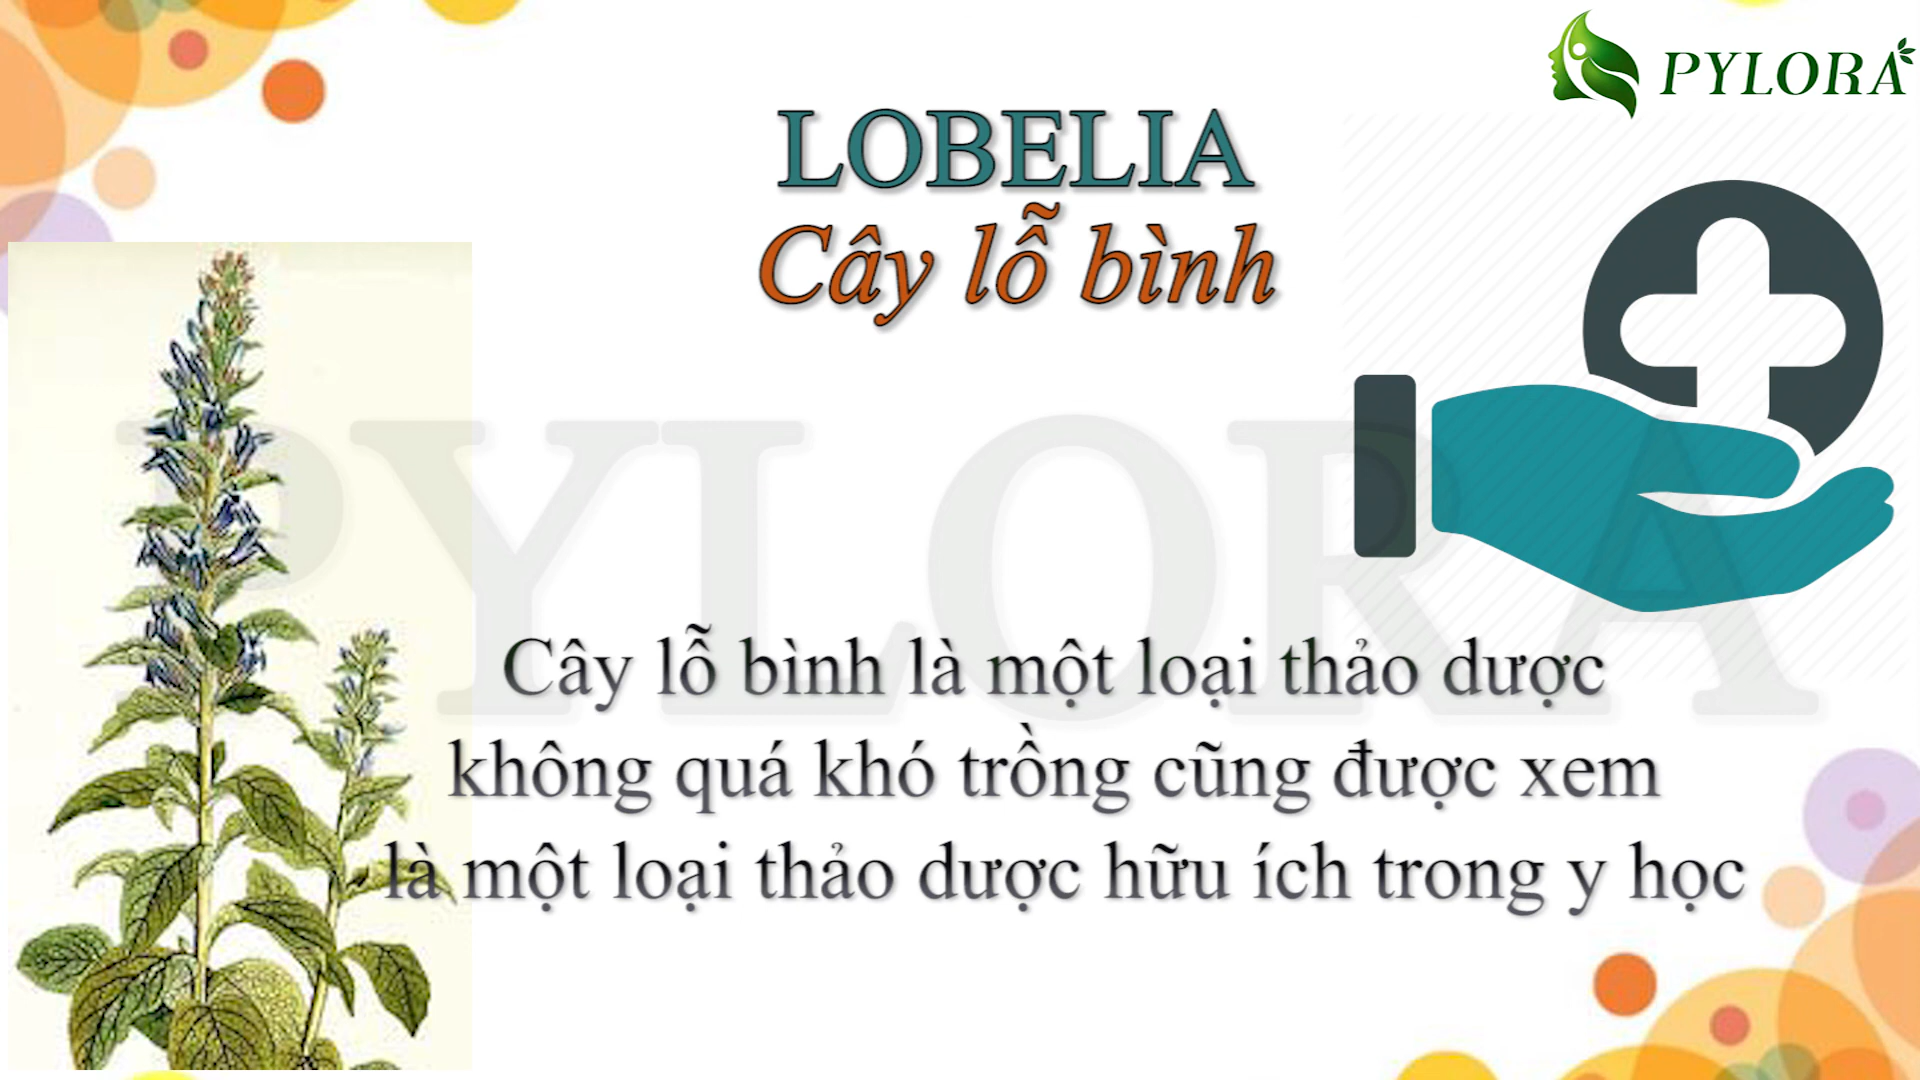 PYLORA
LOBELIA
Cây lỗ bình
PYLORA
Cây lỗ bình là một loại thảo dược
không quá khó trồng cũng được xem
là một loại thảo dược hữu ích trong y học